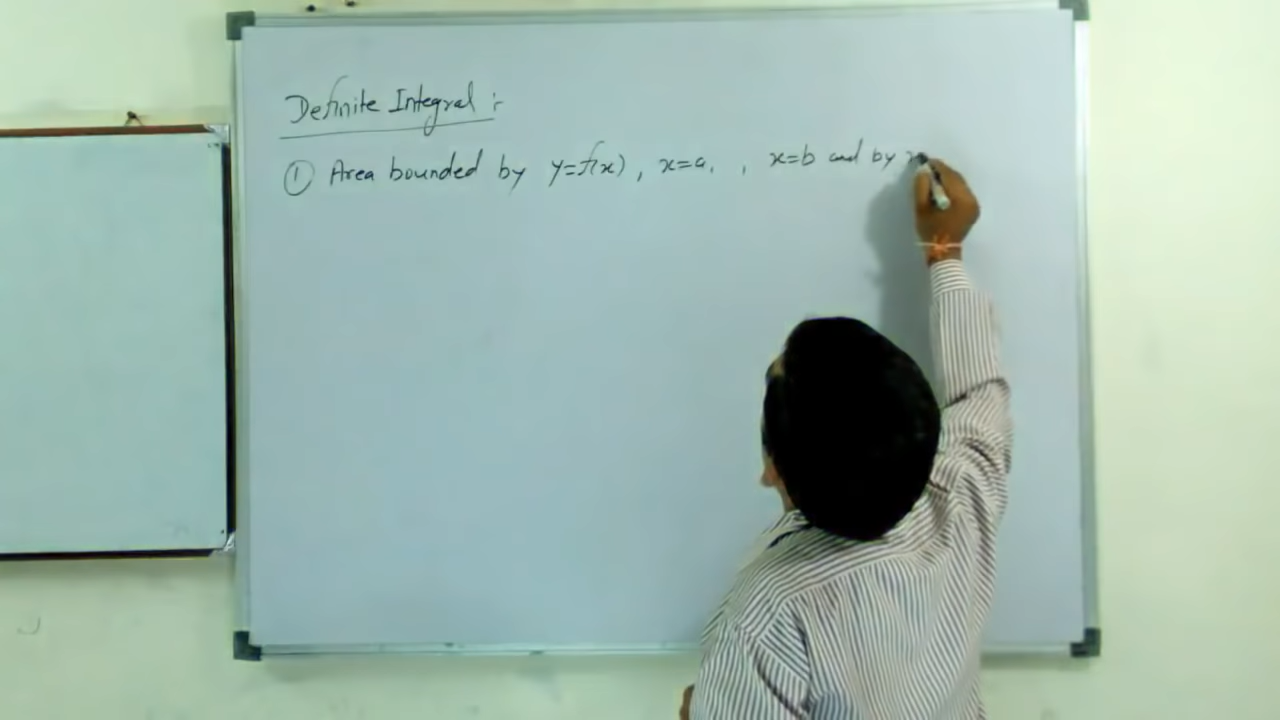 Definite Integral :-
① Area bounded by y=f(x), x=a, , x=b and by x